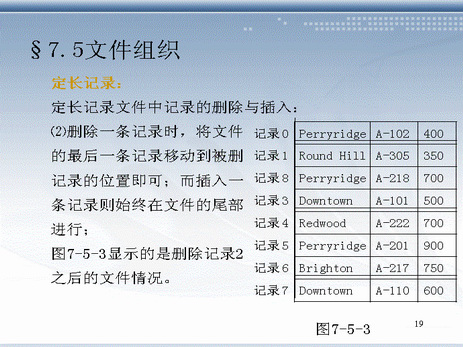 §7.5文件组织
定长记录：
定长记录文件中记录的删除与插入：
⑵删除一条记录时，将文件
的最后一条记录移动到被删
记录的位置即可；而插入一
条记录则始终在文件的尾部
进行；
图7-5-3显示的是删除记录2
之后的文件情况。
记录0 Perryridge A-102 400
记录1 Round Hill A-305 350
记录8 Perryridge A-218 700
记录3 Downtown A-101 500
记录4 Redwood A-222 700
记录5 Perryridge A-201 900
记录6 Brighton A-217 750
记录7 Downtown A-110 600
图7-5-3
19